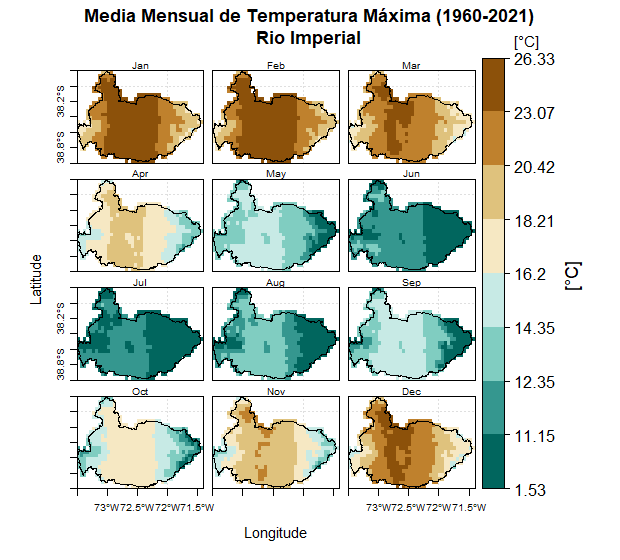 Media Mensual de Temperatura Máxima (1960-2021)
Rio Imperial
[°C]
Jan Feb Mar
38.2°S
38.8°S
Apr May Jun
Jul Aug Sep
38.2°S
38.8°S
Oct Nov Dec
73°W72.5°W72°W71.5°W 73°W72.5°W72°W71.5°W
Latitude
Longitude
26.33
23.07
20.42
18.21
16.2
14.35
12.35
11.15
1.53
[°C]